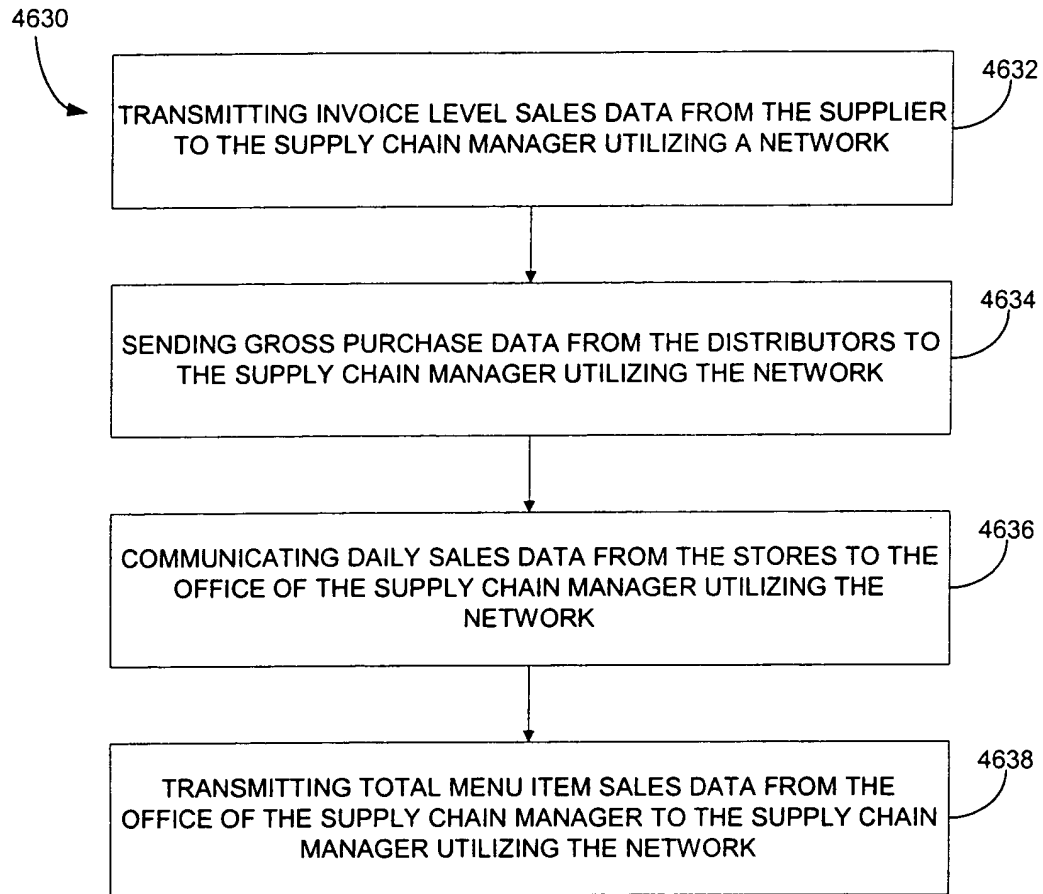 4630
4632
TRANSMITTING INVOICE LEVEL SALES DATA FROM THE SUPPLIER
TO THE SUPPLY CHAIN MANAGER UTILIZING A NETWORK
4634
SENDING GROSS PURCHASE DATA FROM THE DISTRIBUTORS TO
THE SUPPLY CHAIN MANAGER UTILIZING THE NETWORK
4636
COMMUNICATING DAILY SALES DATA FROM THE STORES TO THE
OFFICE OF THE SUPPLY CHAIN MANAGER UTILIZING THE
NETWORK
4638
TRANSMITTING TOTAL MENU ITEM SALES DATA FROM THE
OFFICE OF THE SUPPLY CHAIN MANAGER TO THE SUPPLY CHAIN
MANAGER UTILIZING THE NETWORK